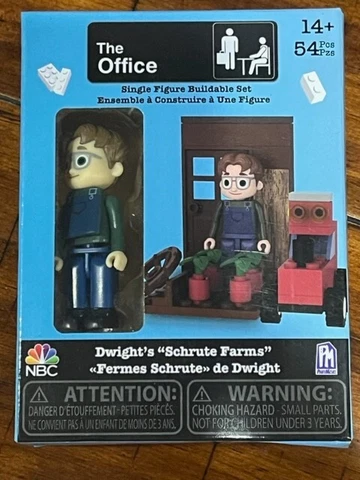 The
Office
14+
54 Pcs
Pzs
Single Figure Buildable Set
Ensemble à Construire à Une Figure
NBC
Dwight's "Schrute Farms"
«Fermes Schrute» de Dwight
PM
ATTENTION:
DANGER D'ÉTOUFFEMENT- PETITES PIÈCES.
NE CONVIENT PAS À UN ENFANT DE MOINS DE 3 ANS.
WARNING:
CHOKING HAZARD - SMALL PARTS.
NOT FOR CHILDREN UNDER 3 YEARS.